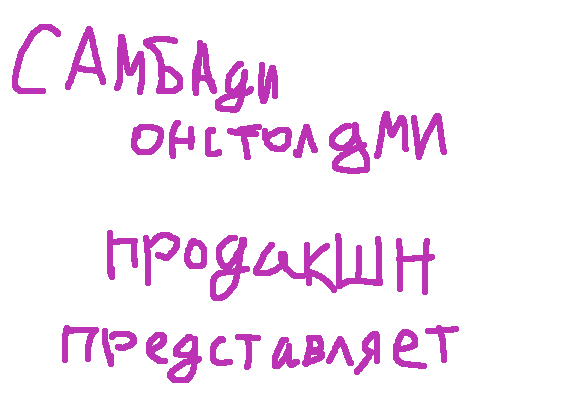 САМБАди
онстолдми
продакшн
представляет